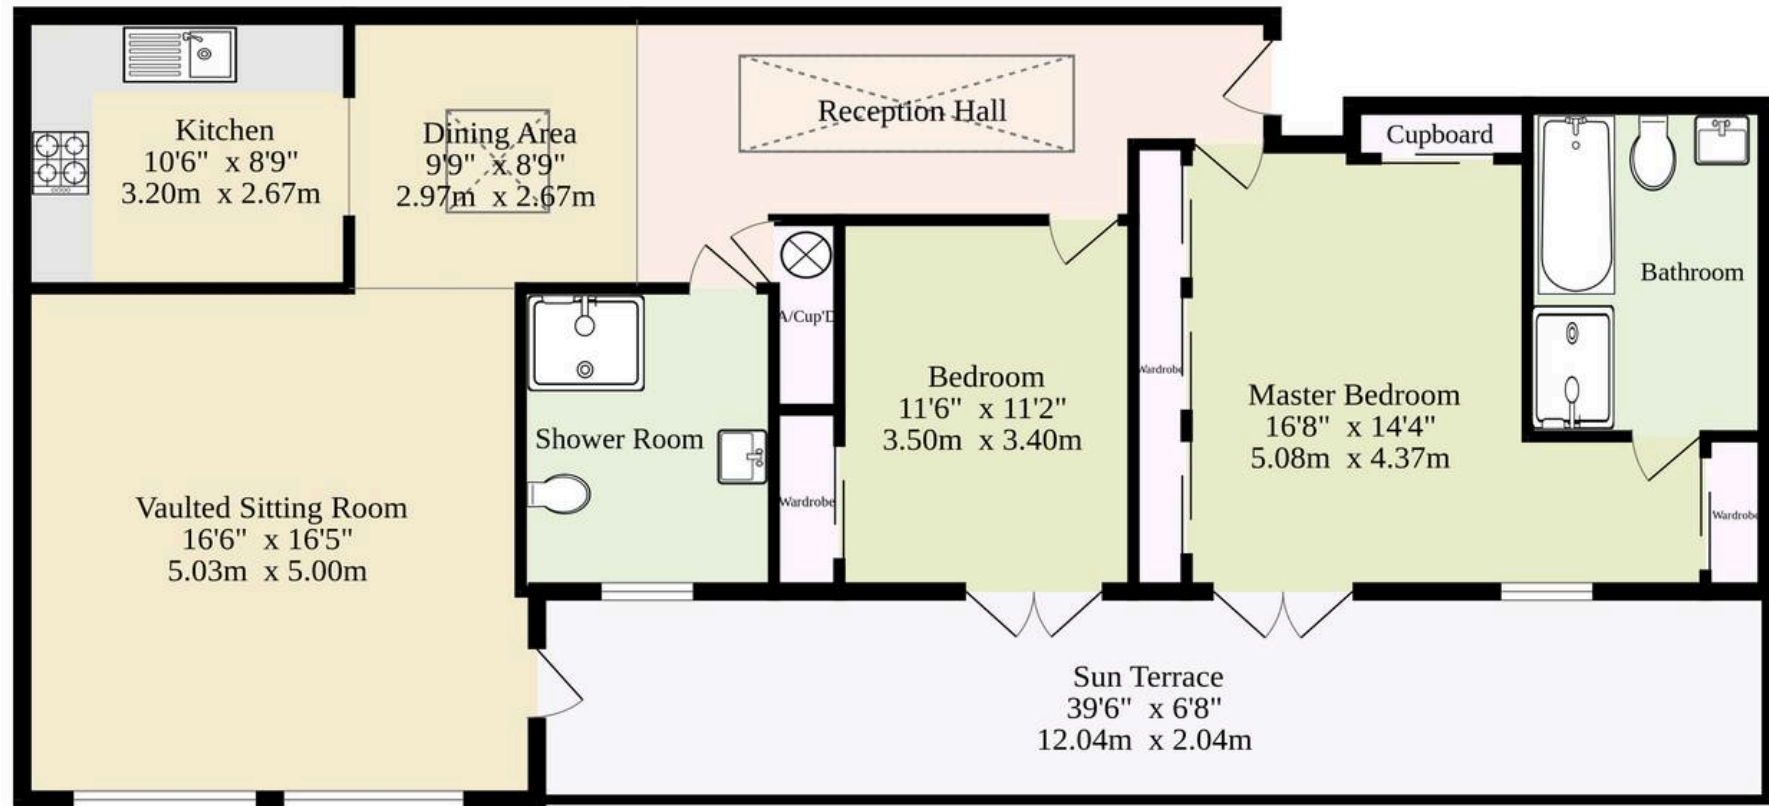 Kitchen
10'6" x 8'9"
3.20m x 2.67m
Dining Area
9'9" x 8'9"
2.97m x 2.67m
Reception Hall
Cupboard
Bathroom
A/Cup'D
Wardrobe
Bedroom
11'6" x 11'2"
3.50m x 3.40m
Master Bedroom
16'8" x 14'4"
5.08m x 4.37m
Shower Room
Wardrobe
Wardrobe
Vaulted Sitting Room
16'6" x 16'5"
5.03m x 5.00m
Sun Terrace
39'6" x 6'8"
12.04m x 2.04m